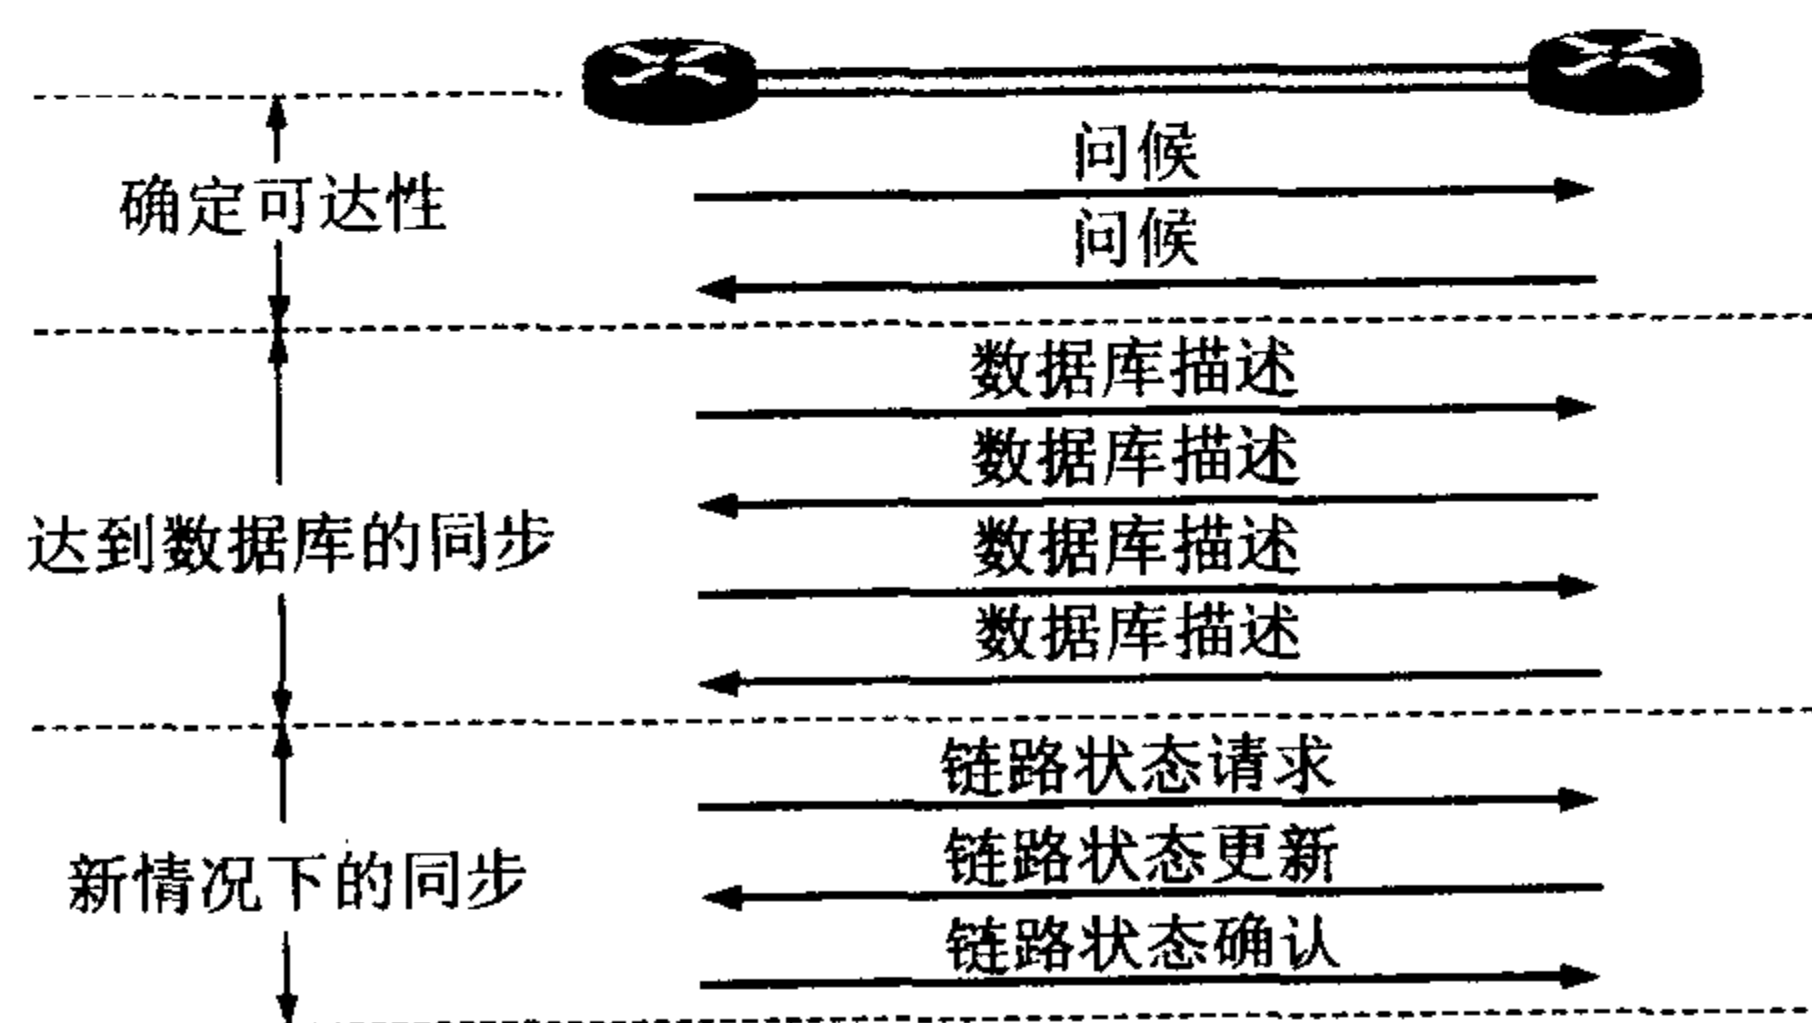 问候
确定可达性
问候
数据库描述
数据库描述
达到数据库的同步
数据库描述
数据库描述
链路状态请求
链路状态更新
新情况下的同步
链路状态确认